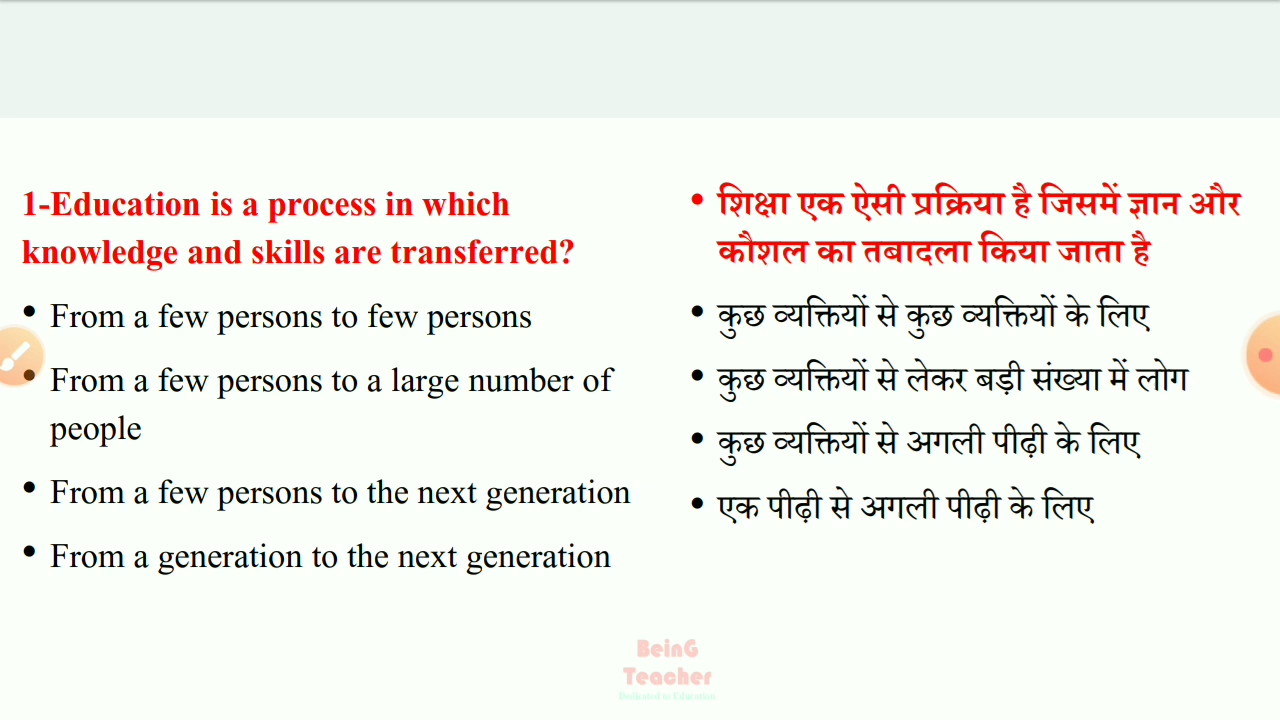 1-Education is a process in which
knowledge and skills are transferred?
• From a few persons to few persons
• From a few persons to a large number of
people
• From a few persons to the next generation
• From a generation to the next generation
• शिक्षा एक ऐसी प्रक्रिया है जिसमें ज्ञान और
कौशल का तबादला किया जाता है
• कुछ व्यक्तियों से कुछ व्यक्तियों के लिए
• कुछ व्यक्तियों से लेकर बड़ी संख्या में लोग
• कुछ व्यक्तियों से अगली पीढ़ी के लिए
• एक पीढ़ी से अगली पीढ़ी के लिए
BeinG
Teacher
Dedicated to Education